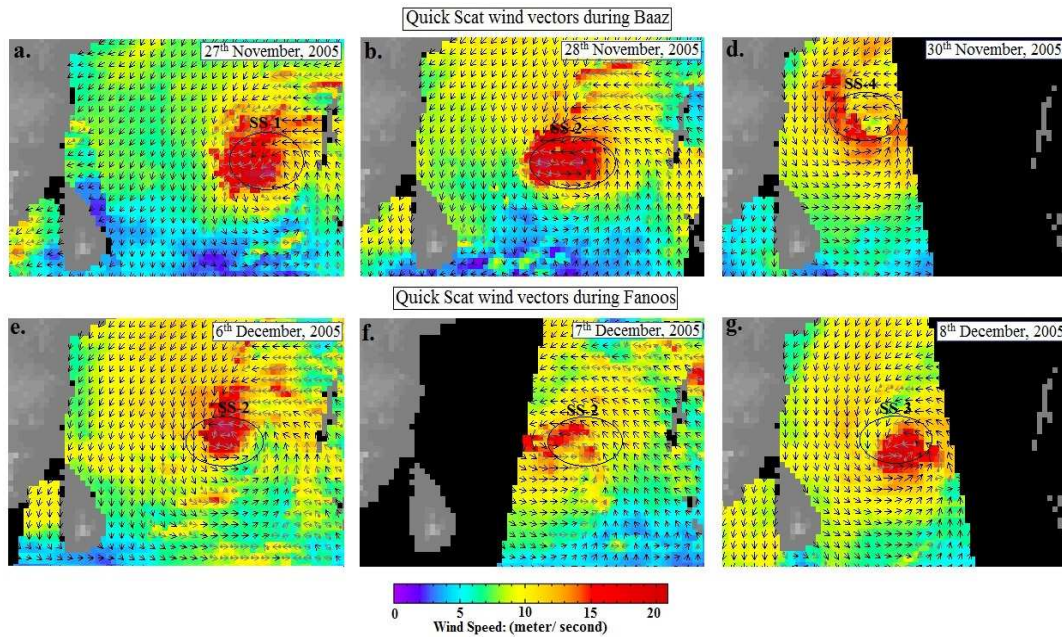 Quick Scat wind vectors during Baaz
a.
27th November, 2005
SS-1
b.
28th November, 2005
SS-2
d.
30th November, 2005
SS-4
Quick Scat wind vectors during Fanoos
e.
6th December, 2005
SS-2
f.
7th December, 2005
SS-2
g.
8th December, 2005
SS-3
0 5 10 15 20
Wind Speed: (meter/ second)